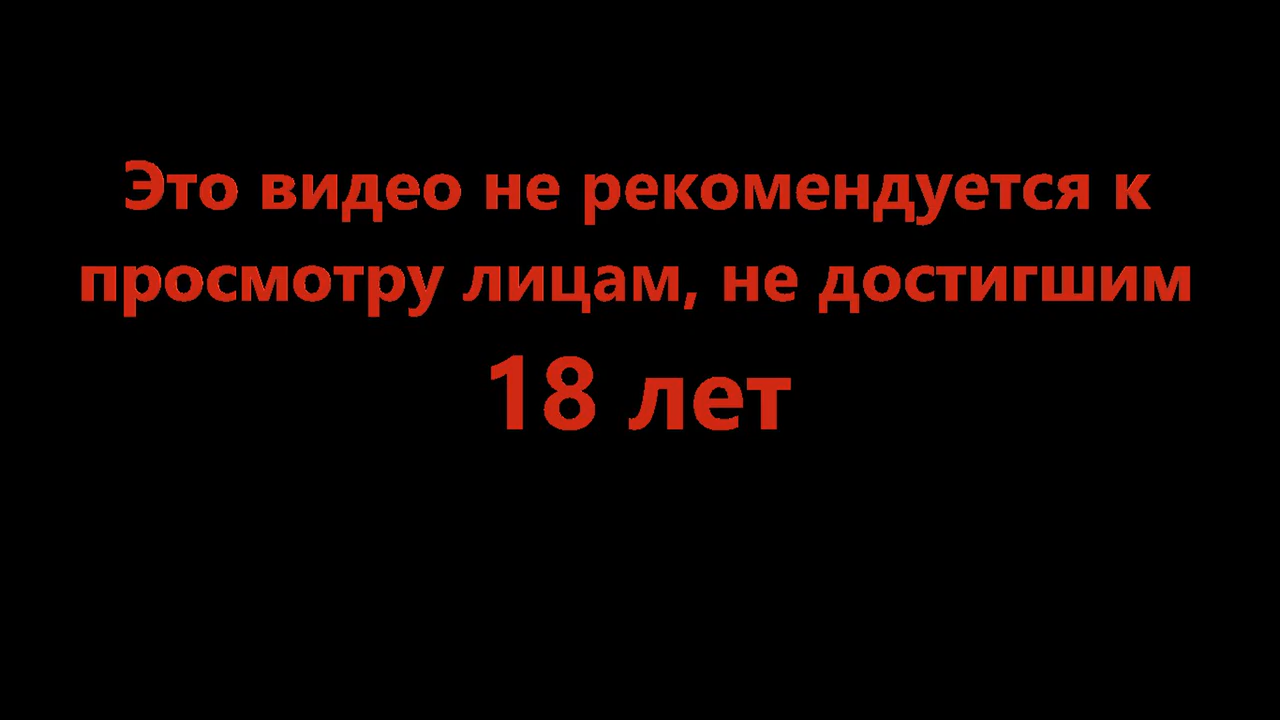 Это видео не рекомендуется к
просмотру лицам, не достигшим
18 лет